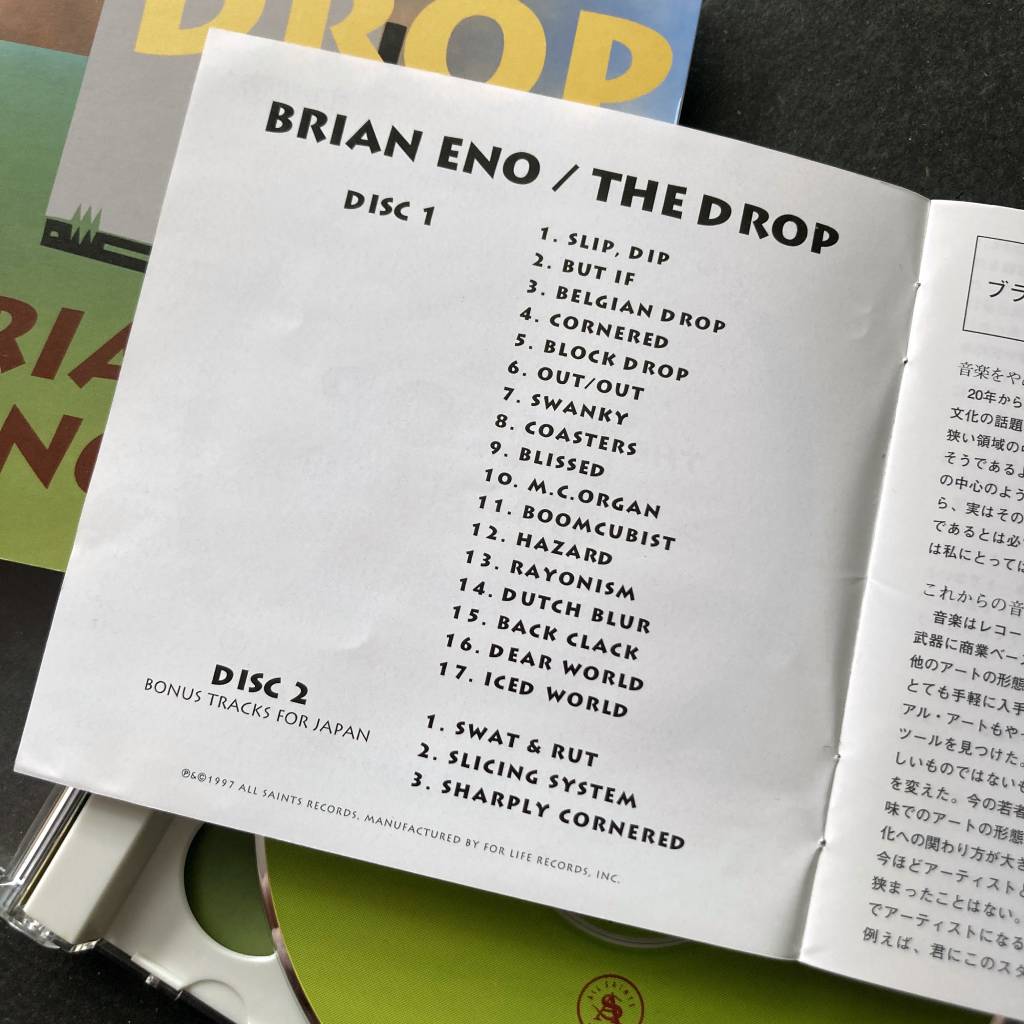 DROP
BRIAN ENO / THE DROP
DISC 1
1. SLIP, DIP
2. BUT IF
3. BELGIAN DROP
4. CORNERED
5. BLOCK DROP
6. OUT/OUT
7. SWANKY
8. COASTERS
9. BLISSED
10. M.C.ORGAN
11. BOOMCUBIST
12. HAZARD
13. RAYONISM
14. DUTCH BLUR
15. BACK CLACK
16. DEAR WORLD
17. ICED WORLD
DISC 2
BONUS TRACKS FOR JAPAN
1. SWAT & RUT
2. SLICING SYSTEM
3. SHARPLY CORNERED
℗&©1997 ALL SAINTS RECORDS, MANUFACTURED BY FOR LIFE RECORDS, INC.
RIA
NO
ブラ
音楽をや
20年から
文化の話題
狭い領域の
そうである
の中心のよう
ら、実はその
であるとは必
は私にとって
これからの音
音楽はレコー
武器に商業ベー
他のアートの形態
とても手軽に入手
アル・アートもや
ツールを見つけた。
しいものではない
を変えた。今の若者
味でのアートの形態
化への関わり方が大き
今ほどアーティストと
狭まったことはない。
でアーティストになる
例えば、君にこのスタ
ALL SAINTS